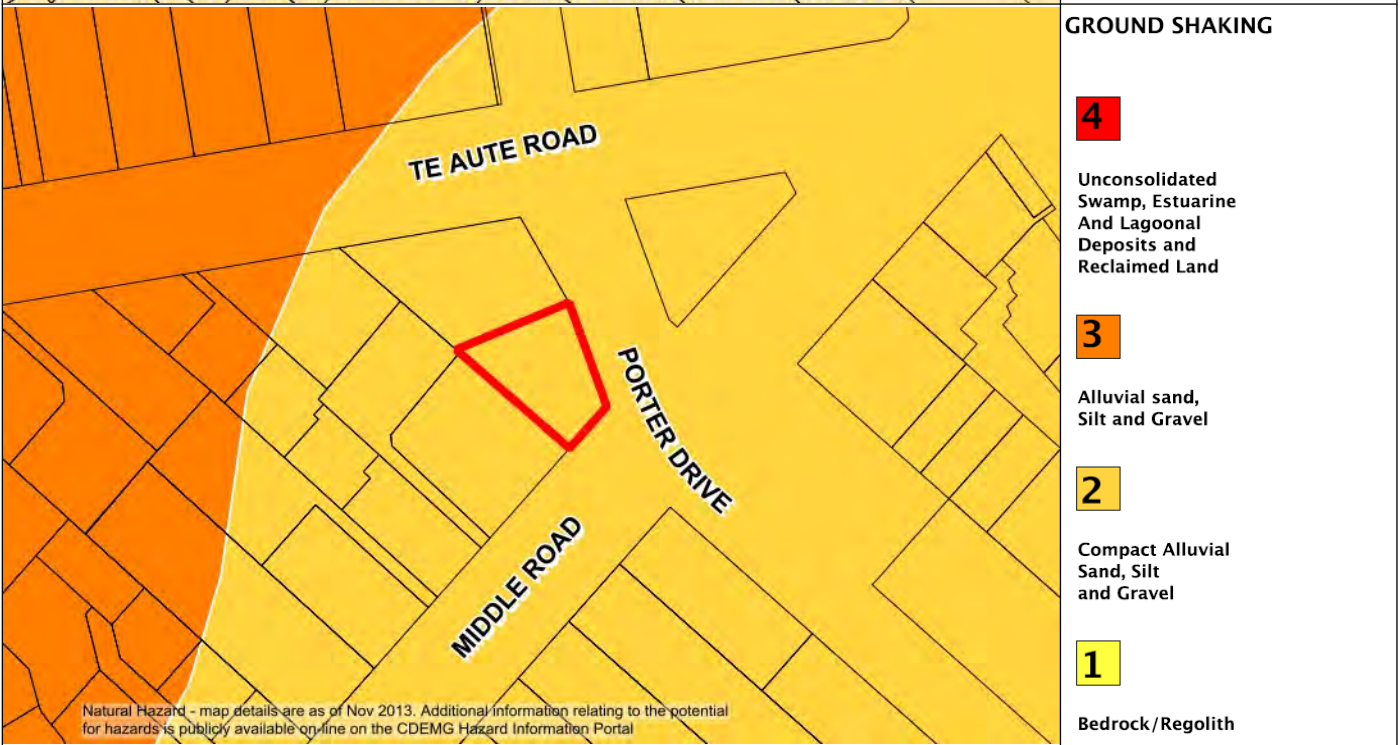 GROUND SHAKING
TE AUTE ROAD
PORTER DRIVE
MIDDLE ROAD
Natural Hazard - map details are as of Nov 2013. Additional information relating to the potential
for hazards is publicly available on-line on the CDEMG Hazard Information Portal
4
Unconsolidated
Swamp, Estuarine
And Lagoonal
Deposits and
Reclaimed Land
3
Alluvial sand,
Silt and Gravel
2
Compact Alluvial
Sand, Silt
and Gravel
1
Bedrock/Regolith